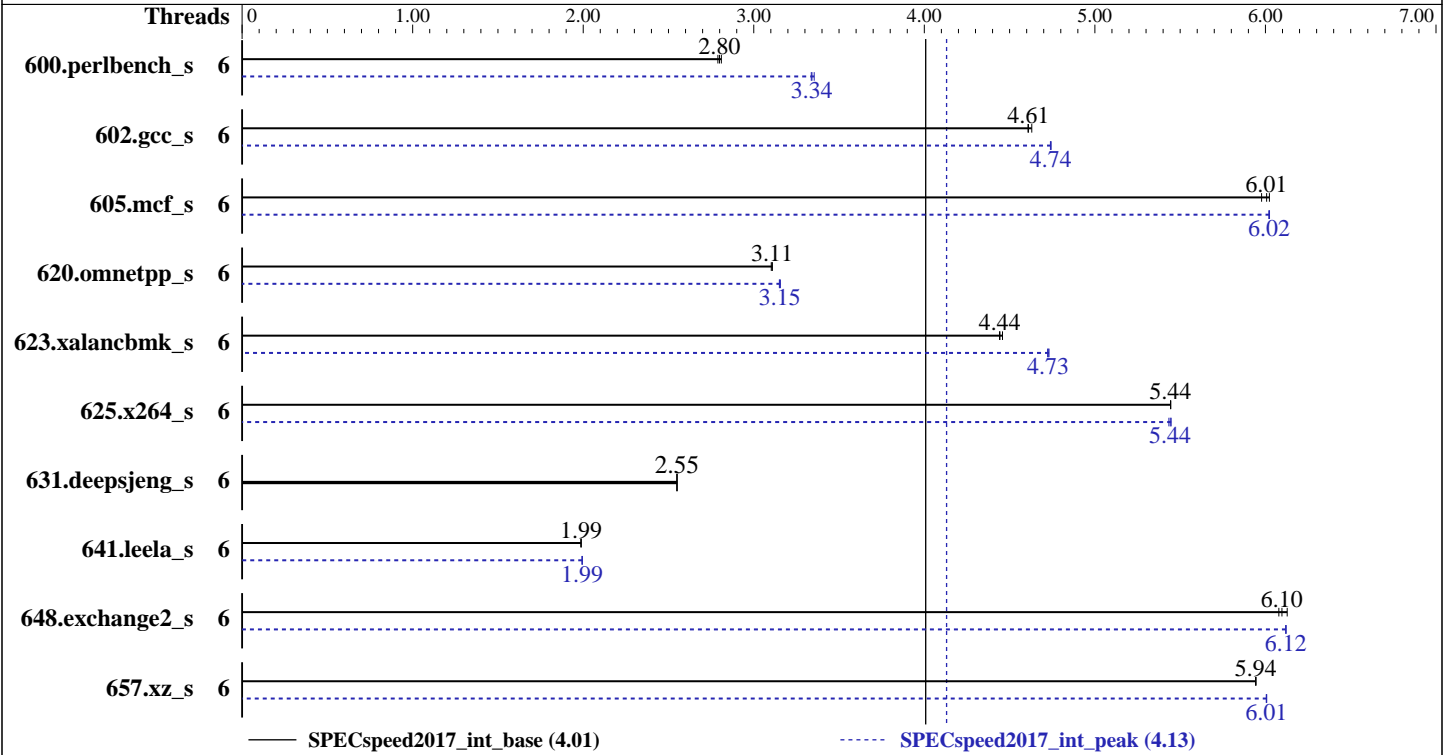 Threads 0 1.00 2.00 3.00 4.00 5.00 6.00 7.00
2.80
600.perlbench_s 6
3.34
4.61
602.gcc_s 6
4.74
6.01
605.mcf_s 6
6.02
3.11
620.omnetpp_s 6
3.15
4.44
623.xalancbmk_s 6
4.73
5.44
625.x264_s 6
5.44
2.55
631.deepsjeng_s 6
1.99
641.leela_s 6
1.99
6.10
648.exchange2_s 6
6.12
5.94
657.xz_s 6
6.01
SPECspeed2017_int_base (4.01) SPECspeed2017_int_peak (4.13)